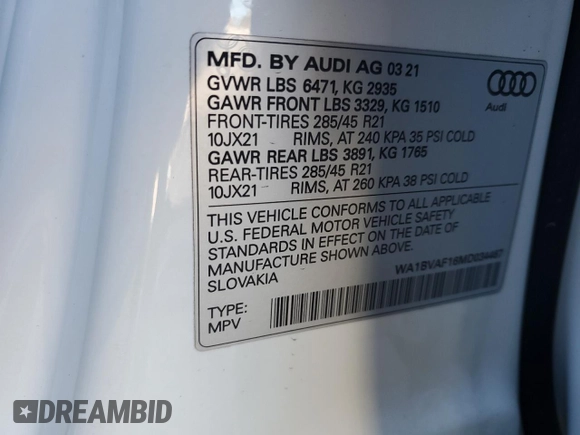 MFD. BY AUDI AG 03 21
GVWR LBS 6471, KG 2935
GAWR FRONT LBS 3329, KG 1510
FRONT-TIRES 285/45 R21
10JX21 RIMS, AT 240 KPA 35 PSI COLD
GAWR REAR LBS 3891, KG 1765
REAR-TIRES 285/45 R21
10JX21 RIMS, AT 260 KPA 38 PSI COLD
Audi
THIS VEHICLE CONFORMS TO ALL APPLICABLE
U.S. FEDERAL MOTOR VEHICLE SAFETY
STANDARDS IN EFFECT ON THE DATE OF
MANUFACTURE SHOWN ABOVE.
SLOVAKIA
TYPE:
MPV
DREAMBID